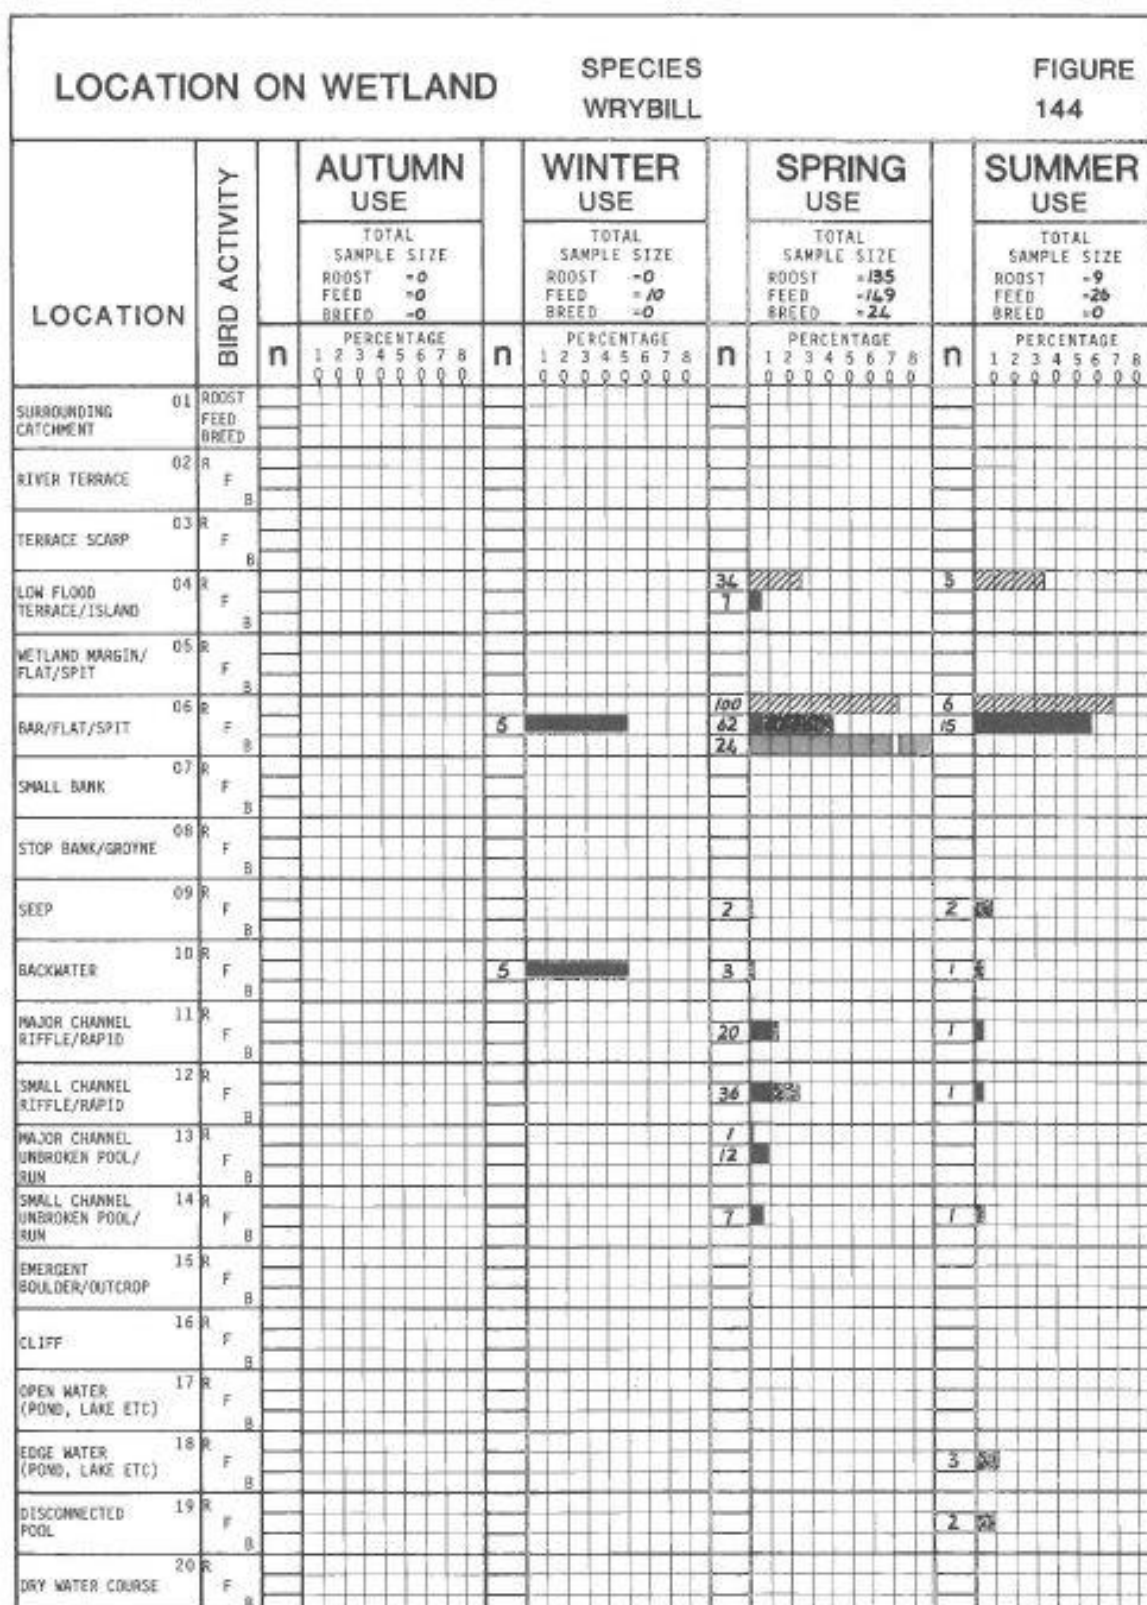 LOCATION ON WETLAND
SPECIES
WRYBILL
FIGURE
144
LOCATION
BIRD ACTIVITY
n
AUTUMN
USE
TOTAL
SAMPLE SIZE
ROOST =0
FEED =0
BREED =0
PERCENTAGE
1 2 3 4 5 6 7 8
0 0 0 0 0 0 0 0
n
WINTER
USE
TOTAL
SAMPLE SIZE
ROOST =0
FEED =10
BREED =0
PERCENTAGE
1 2 3 4 5 6 7 8
0 0 0 0 0 0 0 0
n
SPRING
USE
TOTAL
SAMPLE SIZE
ROOST =135
FEED =149
BREED =24
PERCENTAGE
1 2 3 4 5 6 7 8
0 0 0 0 0 0 0 0
n
SUMMER
USE
TOTAL
SAMPLE SIZE
ROOST =9
FEED =26
BREED =0
PERCENTAGE
1 2 3 4 5 6 7 8
0 0 0 0 0 0 0 0
SURROUNDING CATCHMENT 01 ROOST
FEED
BREED
RIVER TERRACE 02 R
F
B
TERRACE SCARP 03 R
F
B
LOW FLOOD TERRACE/ISLAND 04 R 34 3
F 7
B
WETLAND MARGIN/ FLAT/SPIT 05 R
F
B
BAR/FLAT/SPIT 06 R 100 6
F 5 62 15
B 24
SMALL BANK 07 R
F
B
STOP BANK/GROYNE 08 R
F
B
SEEP 09 R
F 2 2
B
BACKWATER 10 R
F 5 3 1
B
MAJOR CHANNEL RIFFLE/RAPID 11 R
F 20 1
B
SMALL CHANNEL RIFFLE/RAPID 12 R
F 36 1
B
MAJOR CHANNEL UNBROKEN POOL/ RUN 13 R 1
F 12
B
SMALL CHANNEL UNBROKEN POOL/ RUN 14 R
F 7 1
B
EMERGENT BOULDER/OUTCROP 15 R
F
B
CLIFF 16 R
F
B
OPEN WATER (POND, LAKE ETC) 17 R
F
B
EDGE WATER (POND, LAKE ETC) 18 R
F 3
B
DISCONNECTED POOL 19 R
F 2
B
DRY WATER COURSE 20 R
F
B